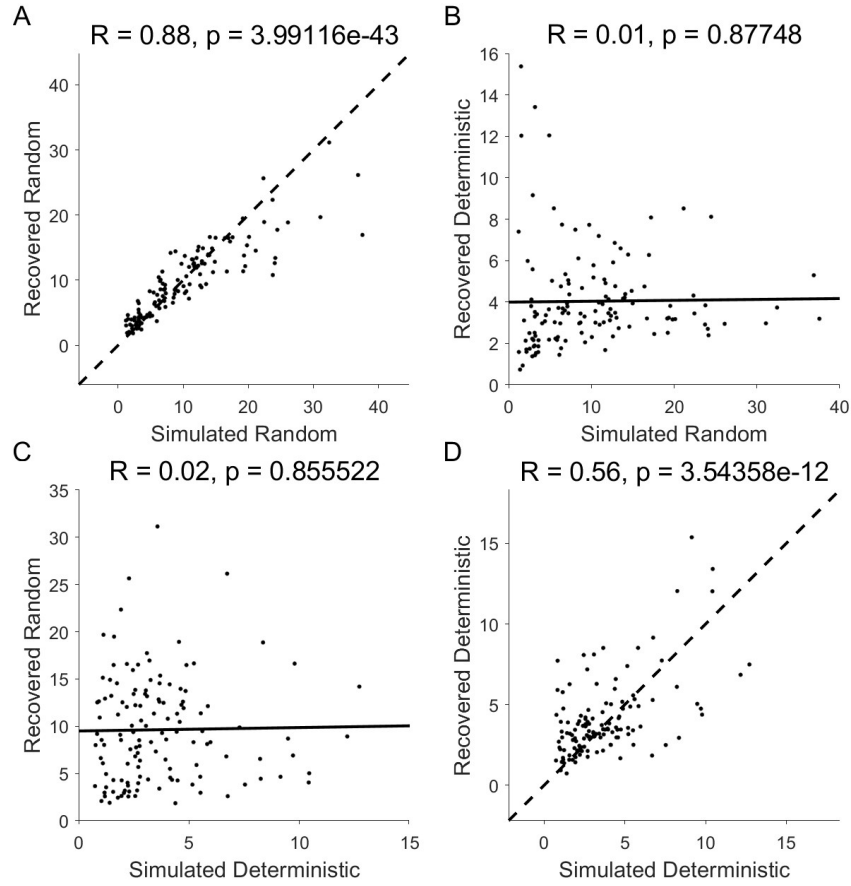 A
R = 0.88, p = 3.99116e-43
Recovered Random
40
30
20
10
0
0 10 20 30 40
Simulated Random
B
R = 0.01, p = 0.87748
Recovered Deterministic
16
14
12
10
8
6
4
2
0
0 10 20 30 40
Simulated Random
C
R = 0.02, p = 0.855522
Recovered Random
35
30
25
20
15
10
5
0
0 5 10 15
Simulated Deterministic
D
R = 0.56, p = 3.54358e-12
Recovered Deterministic
15
10
5
0
0 5 10 15
Simulated Deterministic